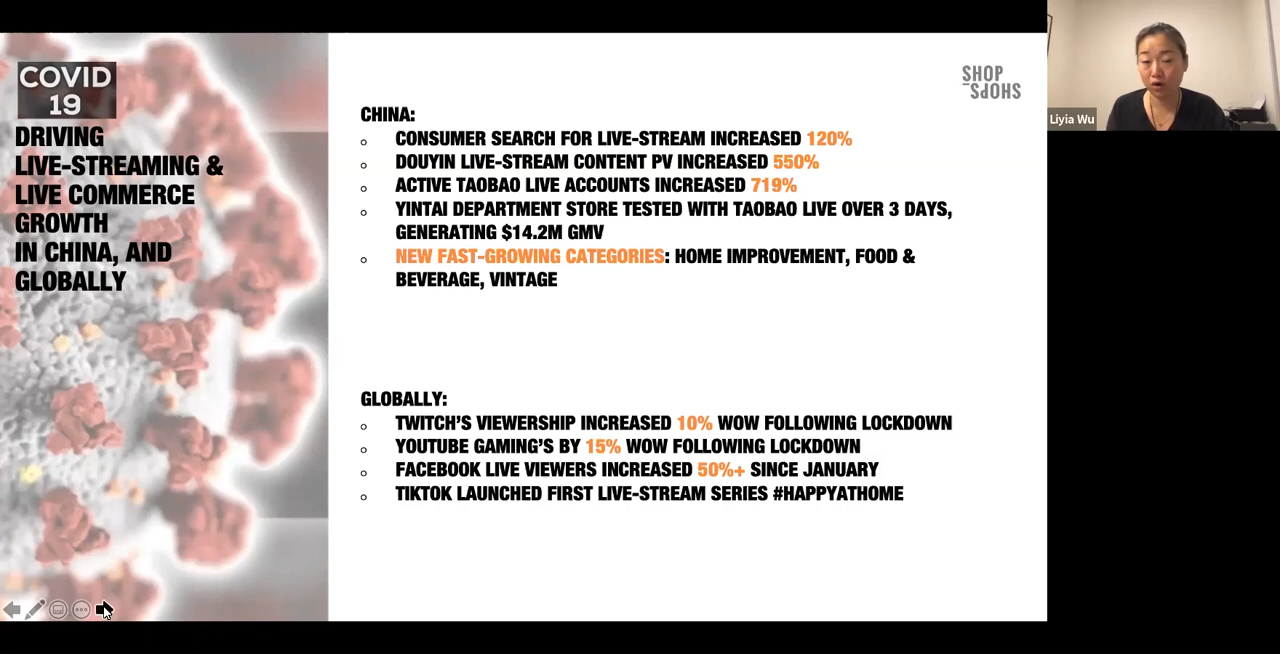 COVID
19
DRIVING
LIVE-STREAMING &
LIVE COMMERCE
GROWTH
IN CHINA, AND
GLOBALLY
SHOP
SHOPS
CHINA:
CONSUMER SEARCH FOR LIVE-STREAM INCREASED 120%
DOUYIN LIVE-STREAM CONTENT PV INCREASED 550%
ACTIVE TAOBAO LIVE ACCOUNTS INCREASED 719%
YINTAI DEPARTMENT STORE TESTED WITH TAOBAO LIVE OVER 3 DAYS,
GENERATING $14.2M GMV
NEW FAST-GROWING CATEGORIES: HOME IMPROVEMENT, FOOD &
BEVERAGE, VINTAGE
GLOBALLY:
TWITCH'S VIEWERSHIP INCREASED 10% WOW FOLLOWING LOCKDOWN
YOUTUBE GAMING'S BY 15% WOW FOLLOWING LOCKDOWN
FACEBOOK LIVE VIEWERS INCREASED 50%+ SINCE JANUARY
TIKTOK LAUNCHED FIRST LIVE-STREAM SERIES #HAPPYATHOME
Liyia Wu